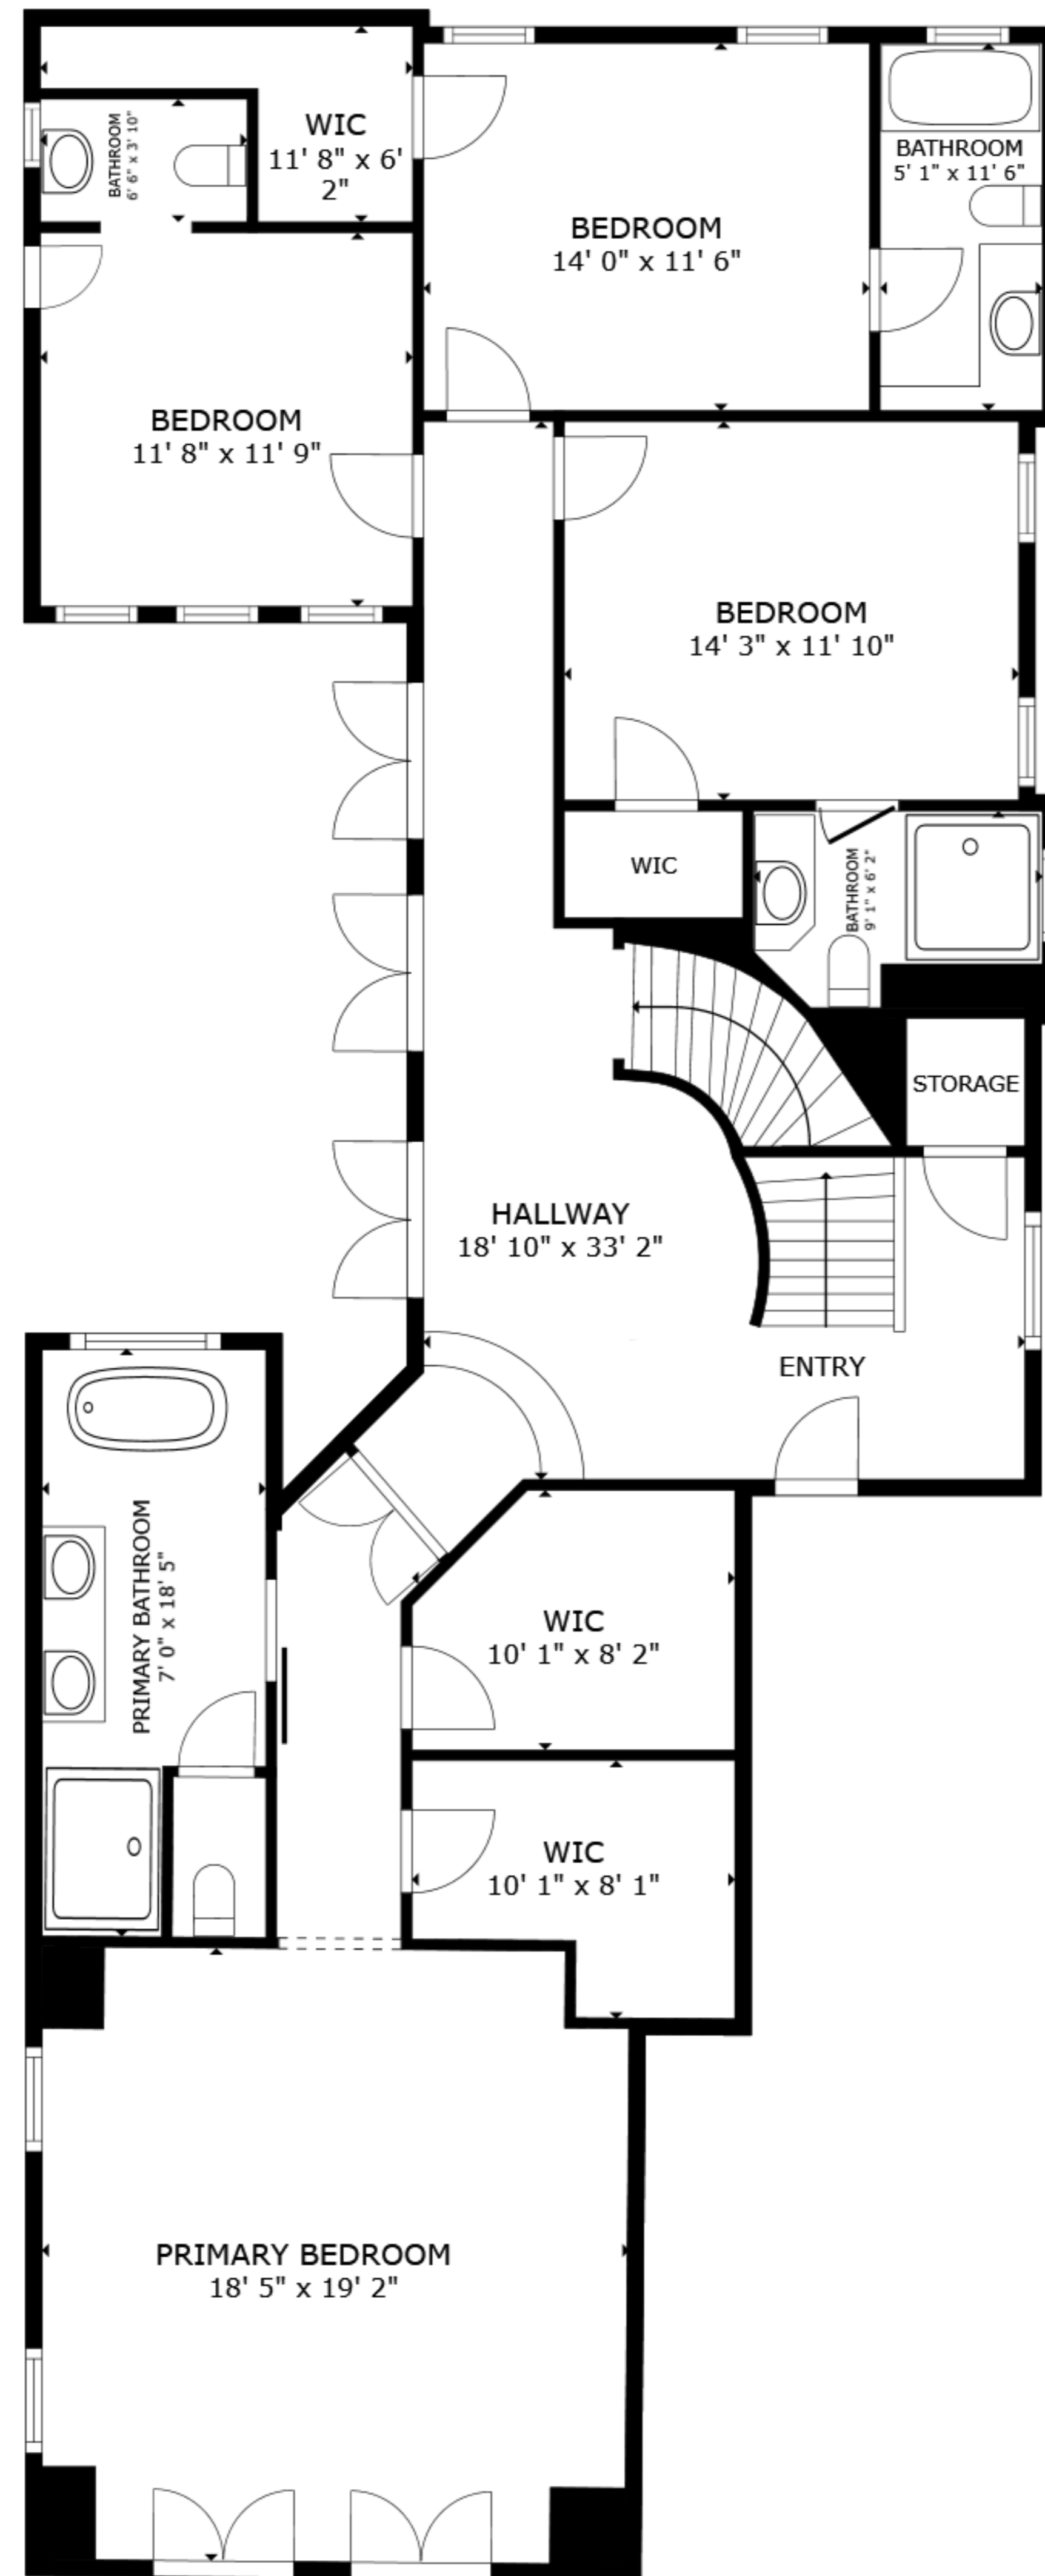 WIC
11' 8" x 6'
2"
BATHROOM
6' 6" x 3' 10"
BATHROOM
5' 1" x 11' 6"
BEDROOM
14' 0" x 11' 6"
BEDROOM
11' 8" x 11' 9"
BEDROOM
14' 3" x 11' 10"
WIC
BATHROOM
9' 1" x 6' 2"
STORAGE
HALLWAY
18' 10" x 33' 2"
ENTRY
PRIMARY BATHROOM
7' 0" x 18' 5"
WIC
10' 1" x 8' 2"
WIC
10' 1" x 8' 1"
PRIMARY BEDROOM
18' 5" x 19' 2"